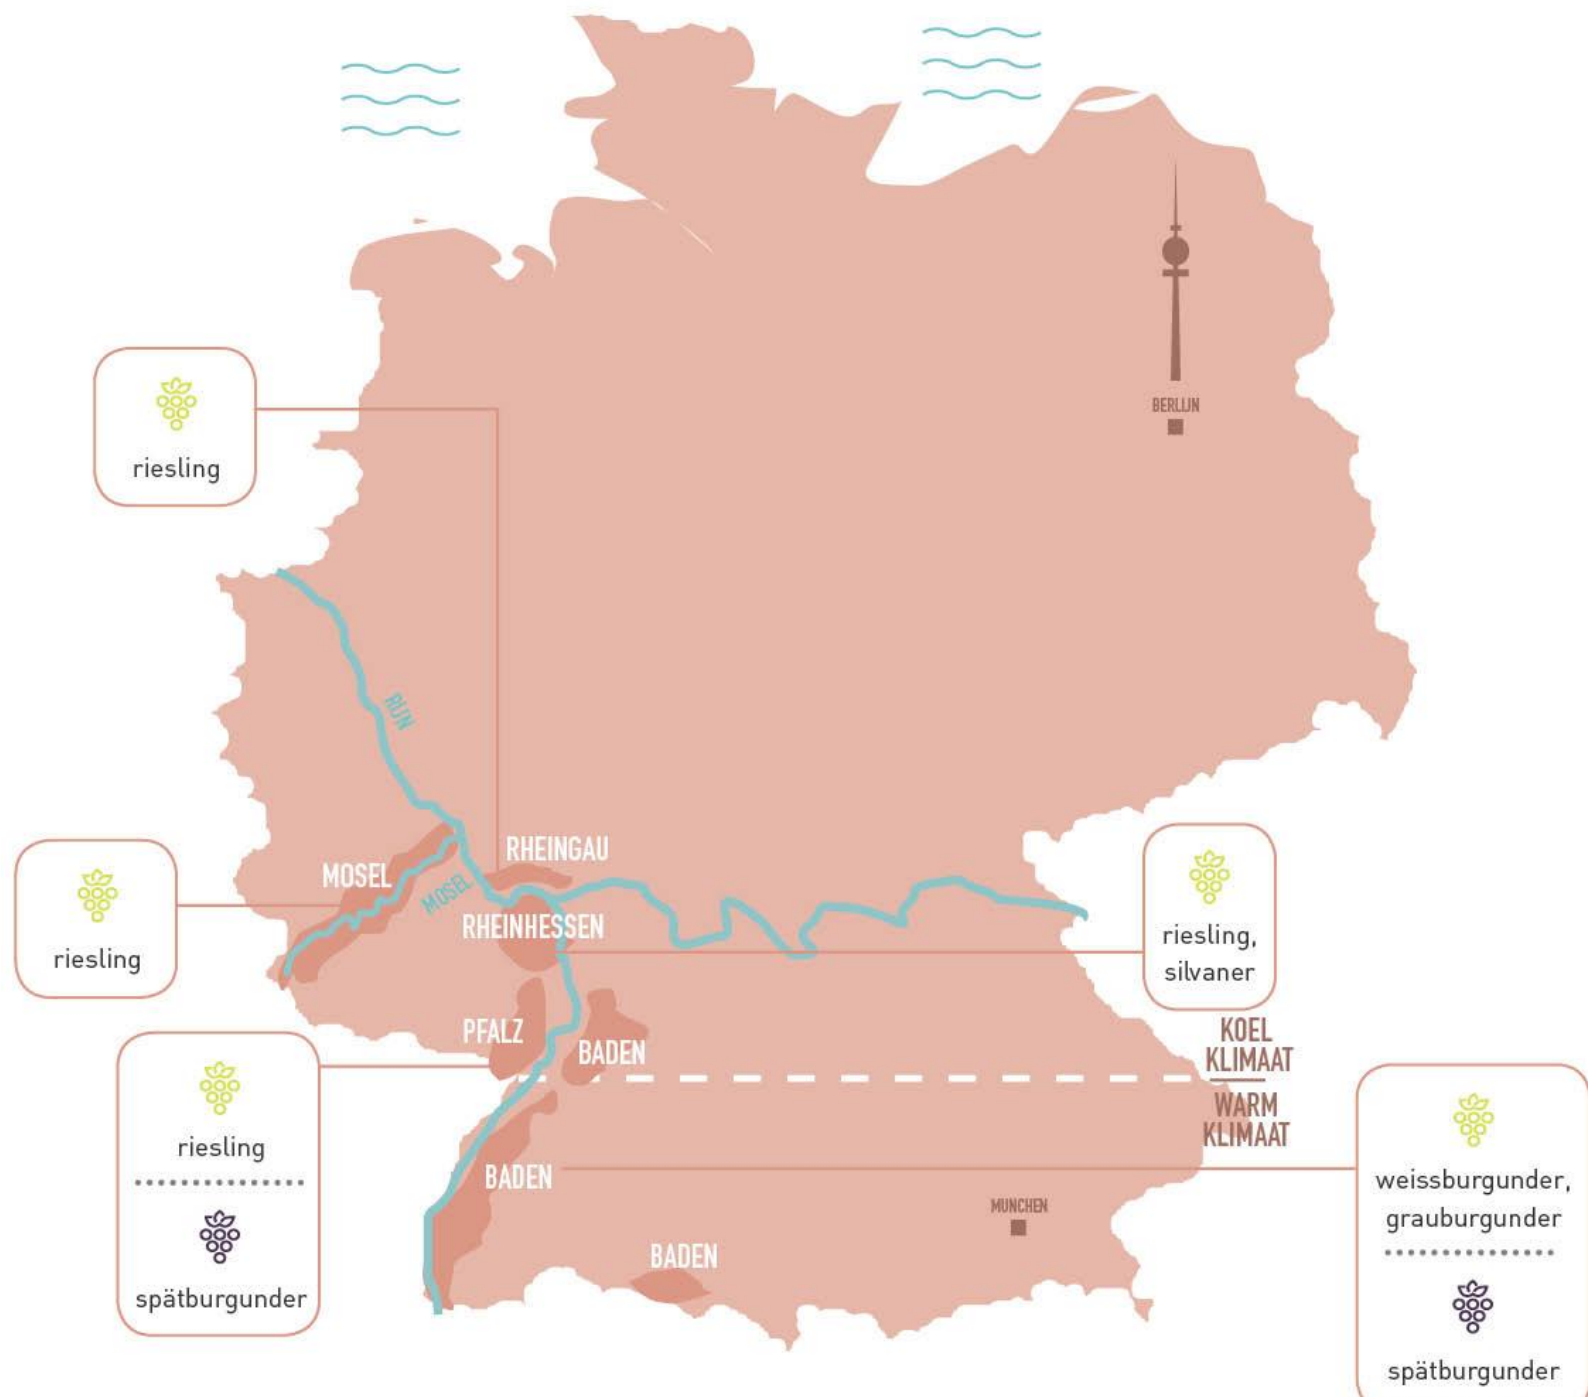 BERLIJN
riesling
RIJN
RHEINGAU
MOSEL
MOSEL
RHEINHESSEN
riesling
riesling,
silvaner
PFALZ
BADEN
KOEL
KLIMAAT
WARM
KLIMAAT
riesling
spätburgunder
BADEN
weissburgunder,
grauburgunder
spätburgunder
MUNCHEN
BADEN